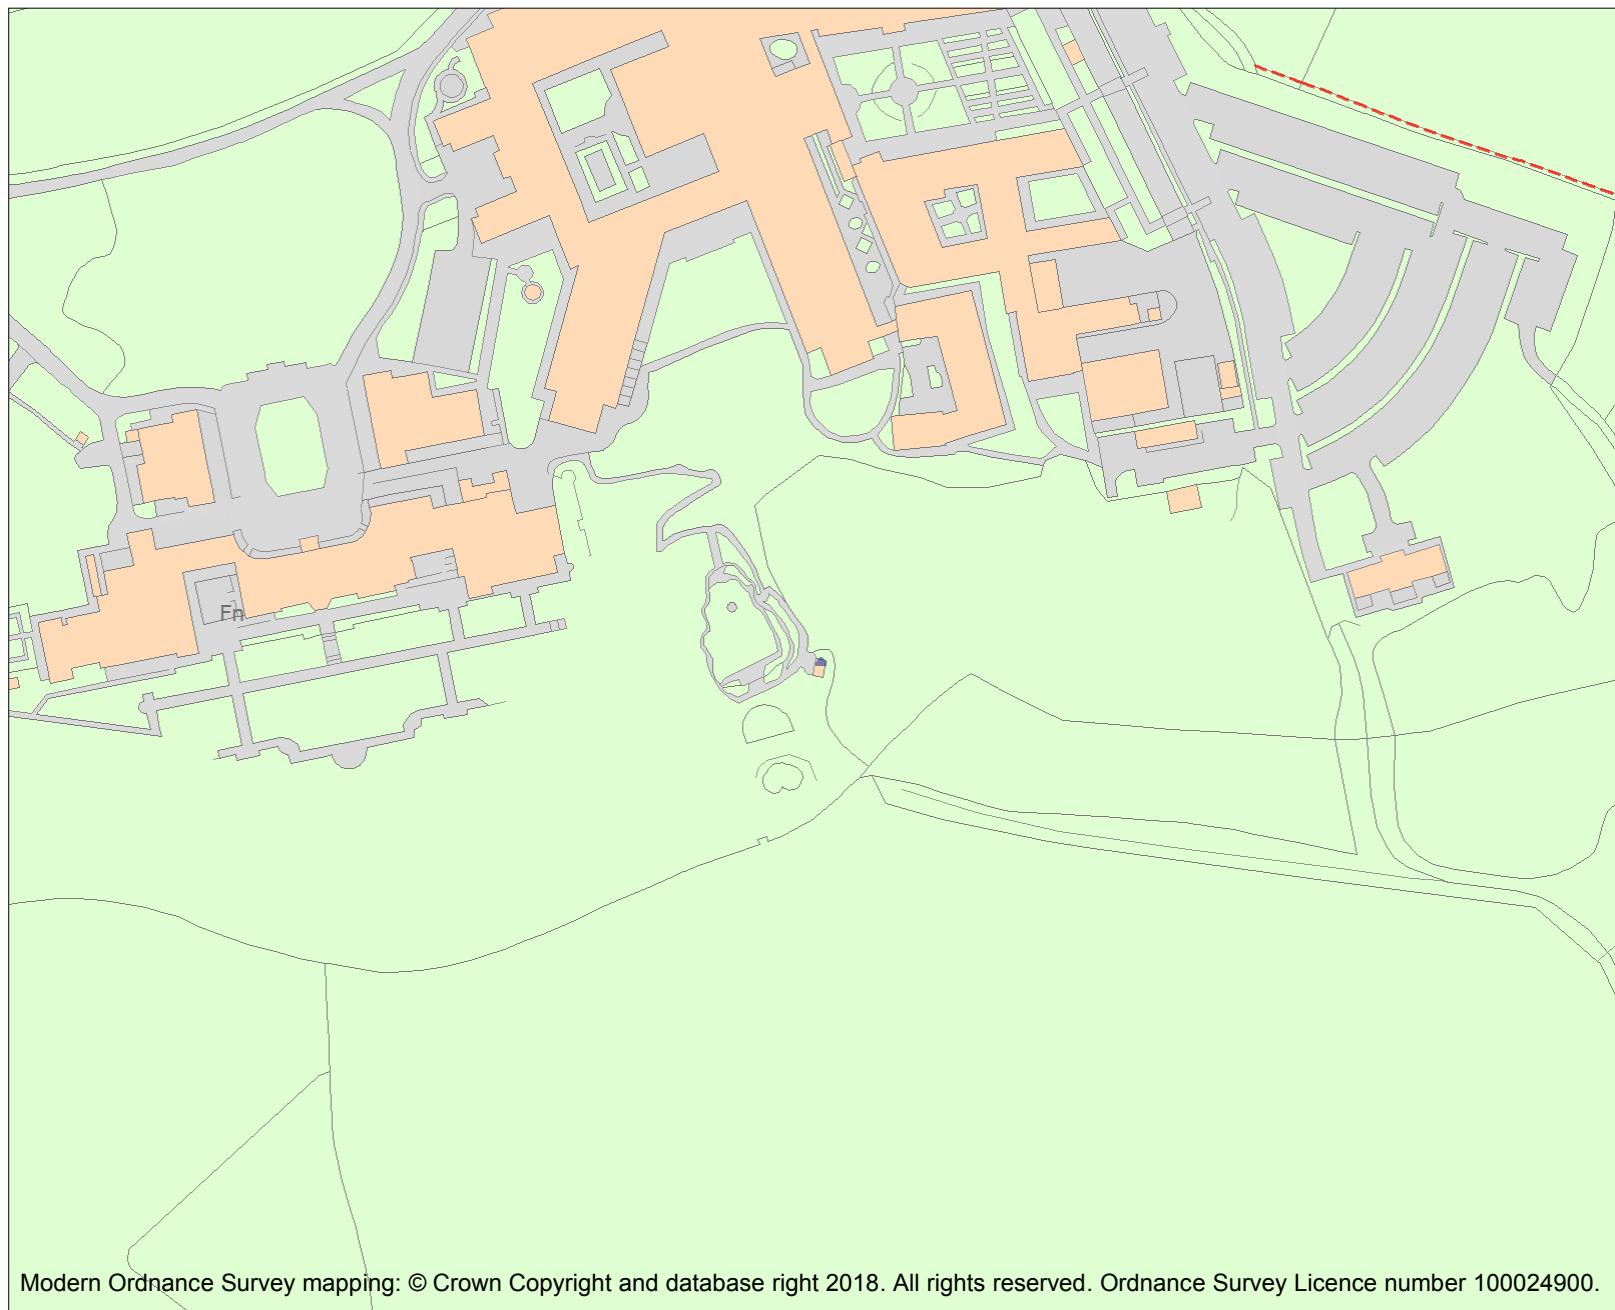 Fn
Modern Ordnance Survey mapping: © Crown Copyright and database right 2018. All rights reserved. Ordnance Survey Licence number 100024900.